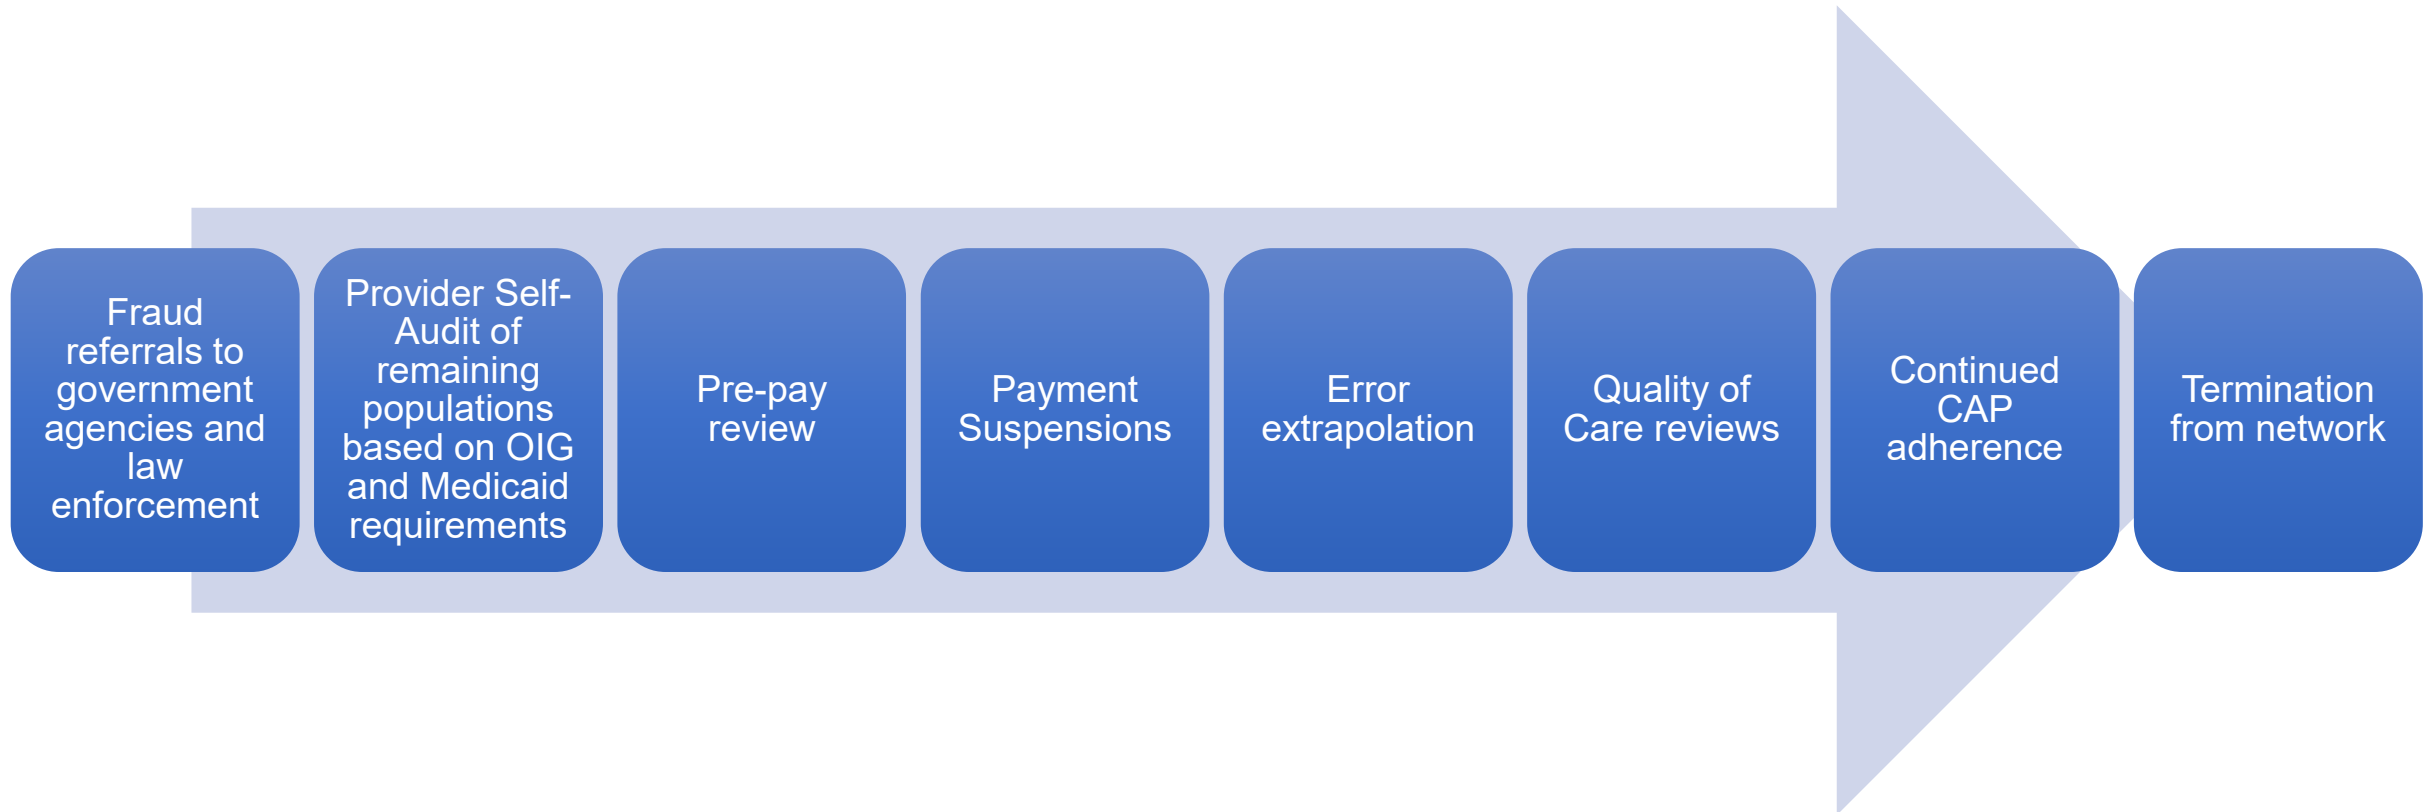 Fraud
referrals to
government
agencies and
law
enforcement
Provider Self-
Audit of
remaining
populations
based on OIG
and Medicaid
requirements
Pre-pay
review
Payment
Suspensions
Error
extrapolation
Quality of
Care reviews
Continued
CAP
adherence
Termination
from network